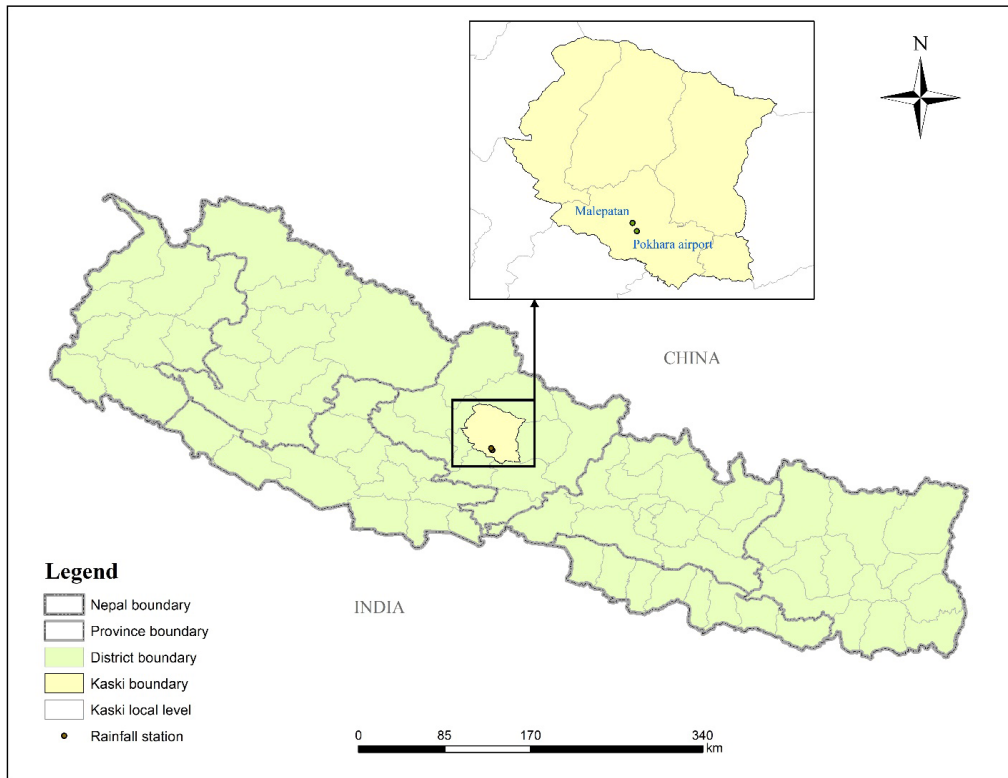 N
Malepatan
Pokhara airport
CHINA
INDIA
Legend
Nepal boundary
Province boundary
District boundary
Kaski boundary
Kaski local level
Rainfall station
0 85 170 340
km